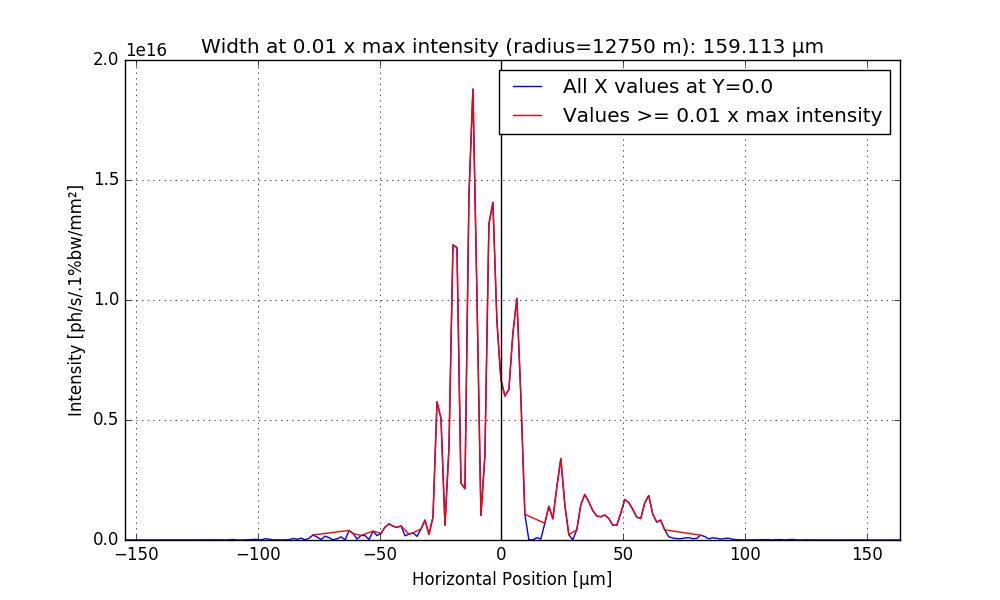 Width at 0.01 x max intensity (radius=12750 m): 159.113 μm
1e16
2.0
1.5
1.0
0.5
0.0
Intensity [ph/s/.1%bw/mm²]
All X values at Y=0.0
Values >= 0.01 x max intensity
−150 −100 −50 0 50 100 150
Horizontal Position [μm]